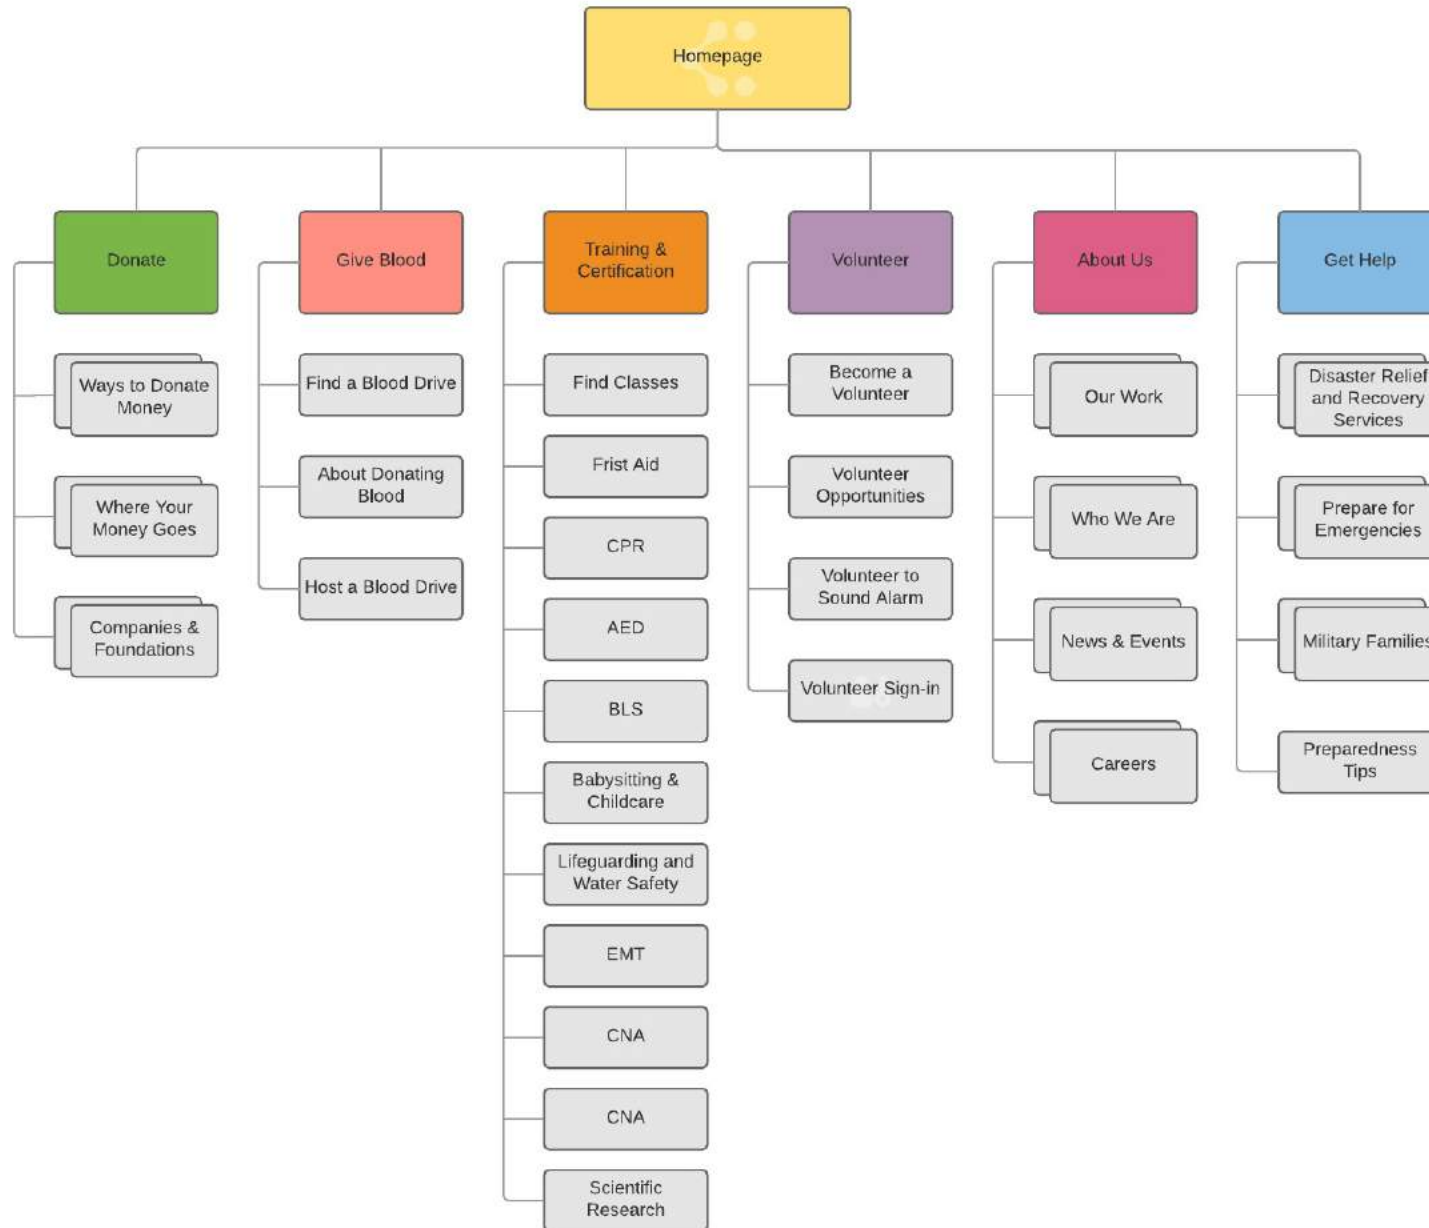 Homepage
Donate
Give Blood
Training &
Certification
Volunteer
About Us
Get Help
Ways to Donate
Money
Where Your
Money Goes
Companies &
Foundations
Find a Blood Drive
About Donating
Blood
Host a Blood Drive
Find Classes
Frist Aid
CPR
AED
BLS
Babysitting &
Childcare
Lifeguarding and
Water Safety
EMT
CNA
CNA
Scientific
Research
Become a
Volunteer
Volunteer
Opportunities
Volunteer to
Sound Alarm
Volunteer Sign-in
Our Work
Who We Are
News & Events
Careers
Disaster Relief
and Recovery
Services
Prepare for
Emergencies
Military Families
Preparedness
Tips